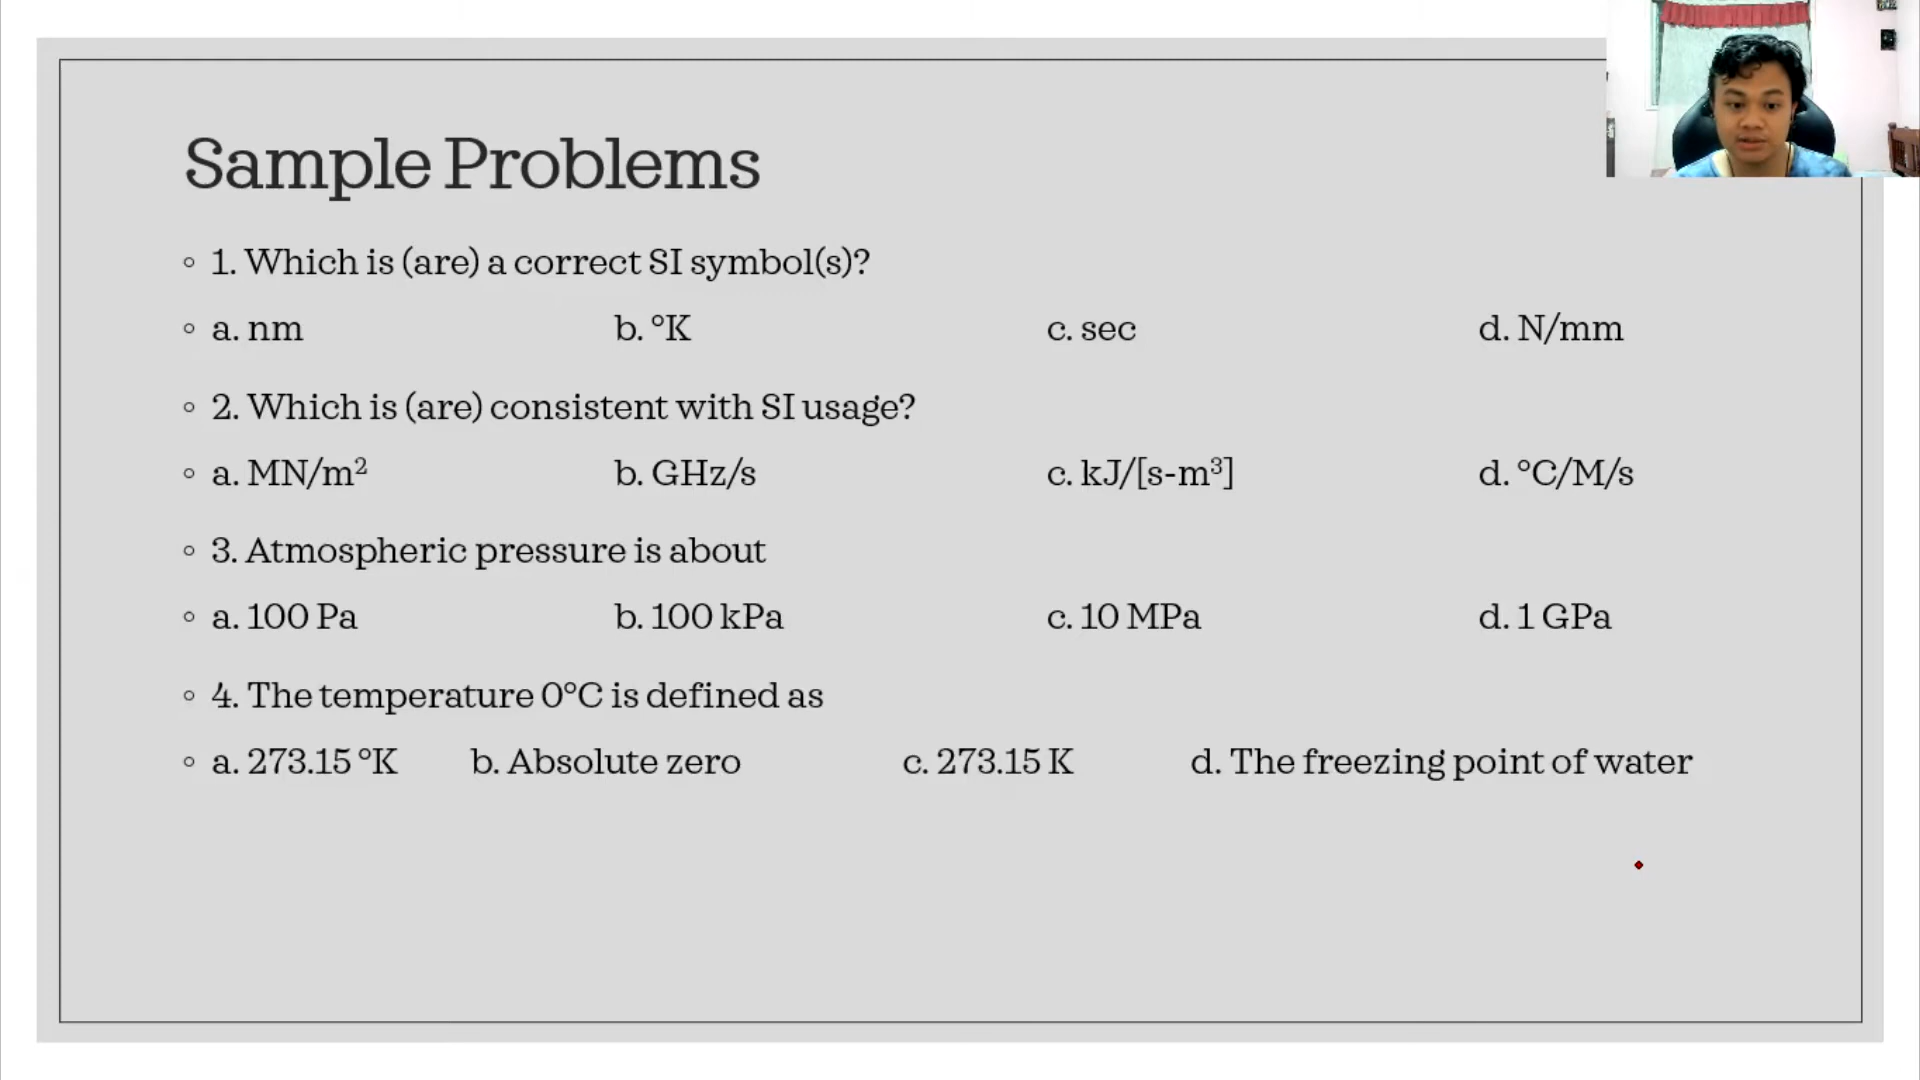 Sample Problems
1. Which is (are) a correct SI symbol(s)?
a. nm b. °K c. sec d. N/mm
2. Which is (are) consistent with SI usage?
a. MN/m² b. GHz/s c. kJ/[s-m³] d. °C/M/s
3. Atmospheric pressure is about
a. 100 Pa b. 100 kPa c. 10 MPa d. 1 GPa
4. The temperature 0°C is defined as
a. 273.15 °K b. Absolute zero c. 273.15 K d. The freezing point of water